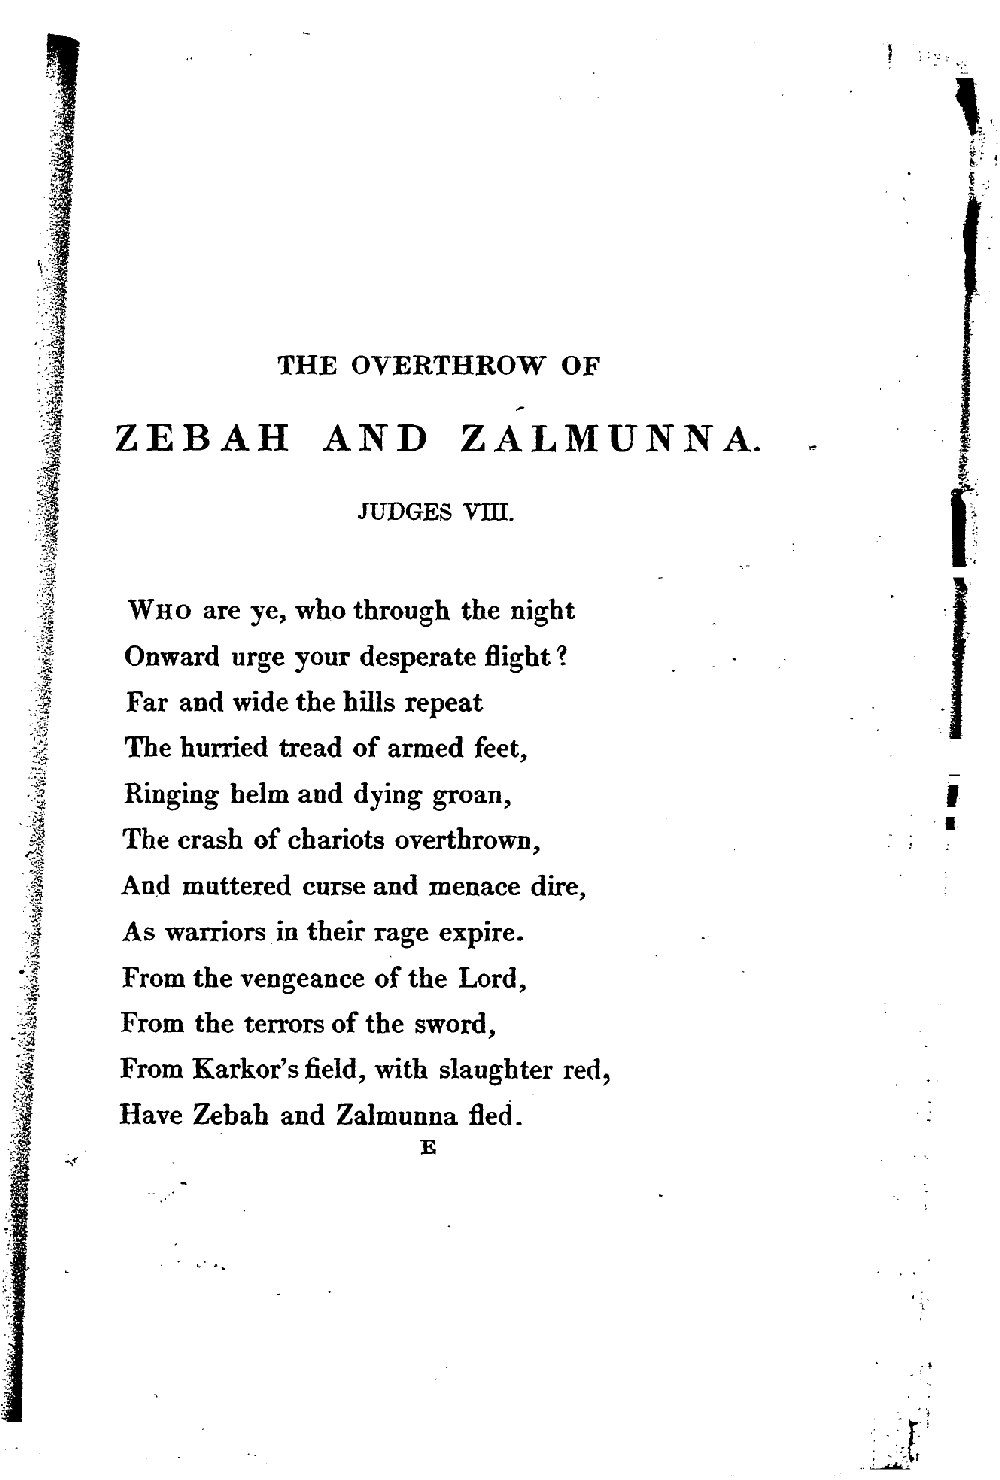 THE OVERTHROW OF
ZEBAH AND ZALMUNNA.
JUDGES VIII.
WHO are ye, who through the night
Onward urge your desperate flight?
Far and wide the hills repeat
The hurried tread of armed feet,
Ringing helm and dying groan,
The crash of chariots overthrown,
And muttered curse and menace dire,
As warriors in their rage expire.
From the vengeance of the Lord,
From the terrors of the sword,
From Karkor's field, with slaughter red,
Have Zebah and Zalmunna fled.
E